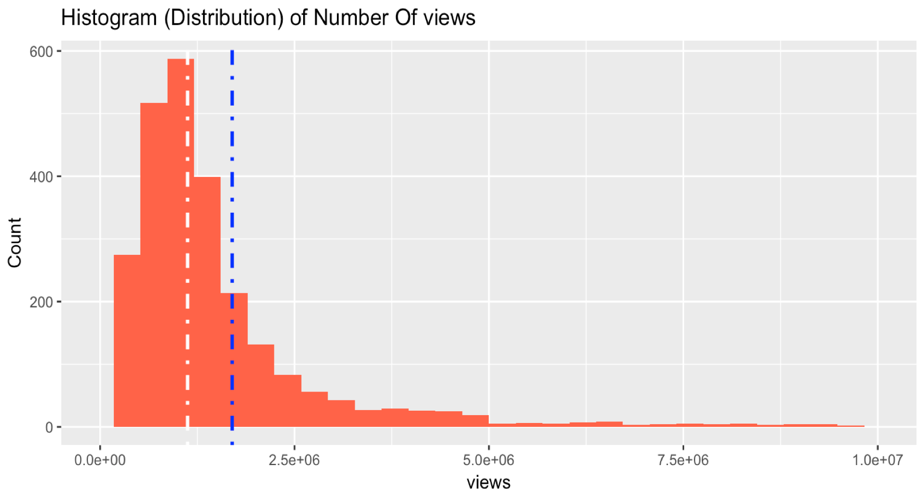 Histogram (Distribution) of Number Of views
600
400
200
0
Count
0.0e+00 2.5e+06 5.0e+06 7.5e+06 1.0e+07
views